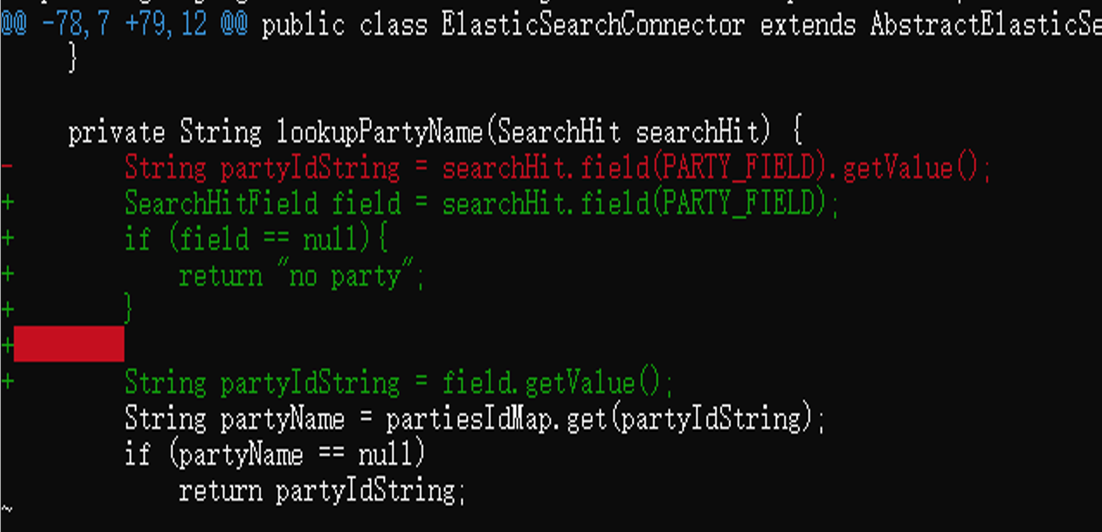 @@ -78,7 +79,12 @@ public class ElasticSearchConnector extends AbstractElasticSe
     }

     private String lookupPartyName(SearchHit searchHit) {
-        String partyIdString = searchHit.field(PARTY_FIELD).getValue();
+        SearchHitField field = searchHit.field(PARTY_FIELD);
+        if (field == null){
+            return "no party";
+        }
+
+        String partyIdString = field.getValue();
         String partyName = partiesIdMap.get(partyIdString);
         if (partyName == null)
             return partyIdString;
~